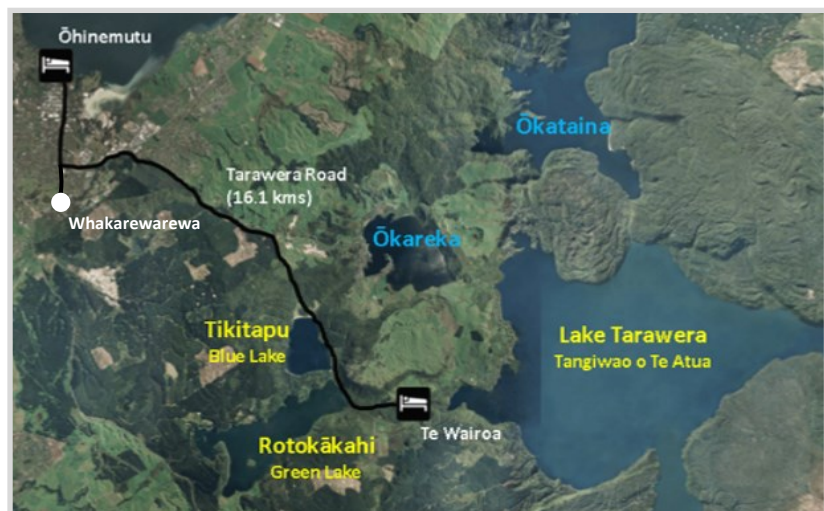 Ōhinemutu
Ōkataina
Tarawera Road
(16.1 kms)
Whakarewarewa
Ōkareka
Tikitapu
Blue Lake
Lake Tarawera
Tangiwao o Te Atua
Te Wairoa
Rotokākahi
Green Lake